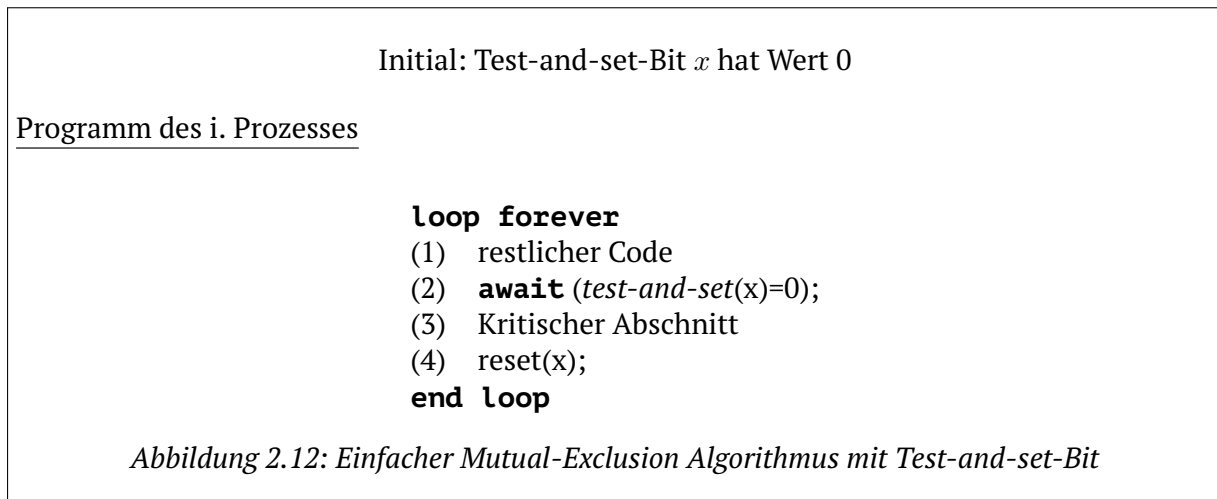 Initial: Test-and-set-Bit x hat Wert 0
Programm des i. Prozesses
loop forever
(1) restlicher Code
(2) await (test-and-set(x)=0);
(3) Kritischer Abschnitt
(4) reset(x);
end loop
Abbildung 2.12: Einfacher Mutual-Exclusion Algorithmus mit Test-and-set-Bit